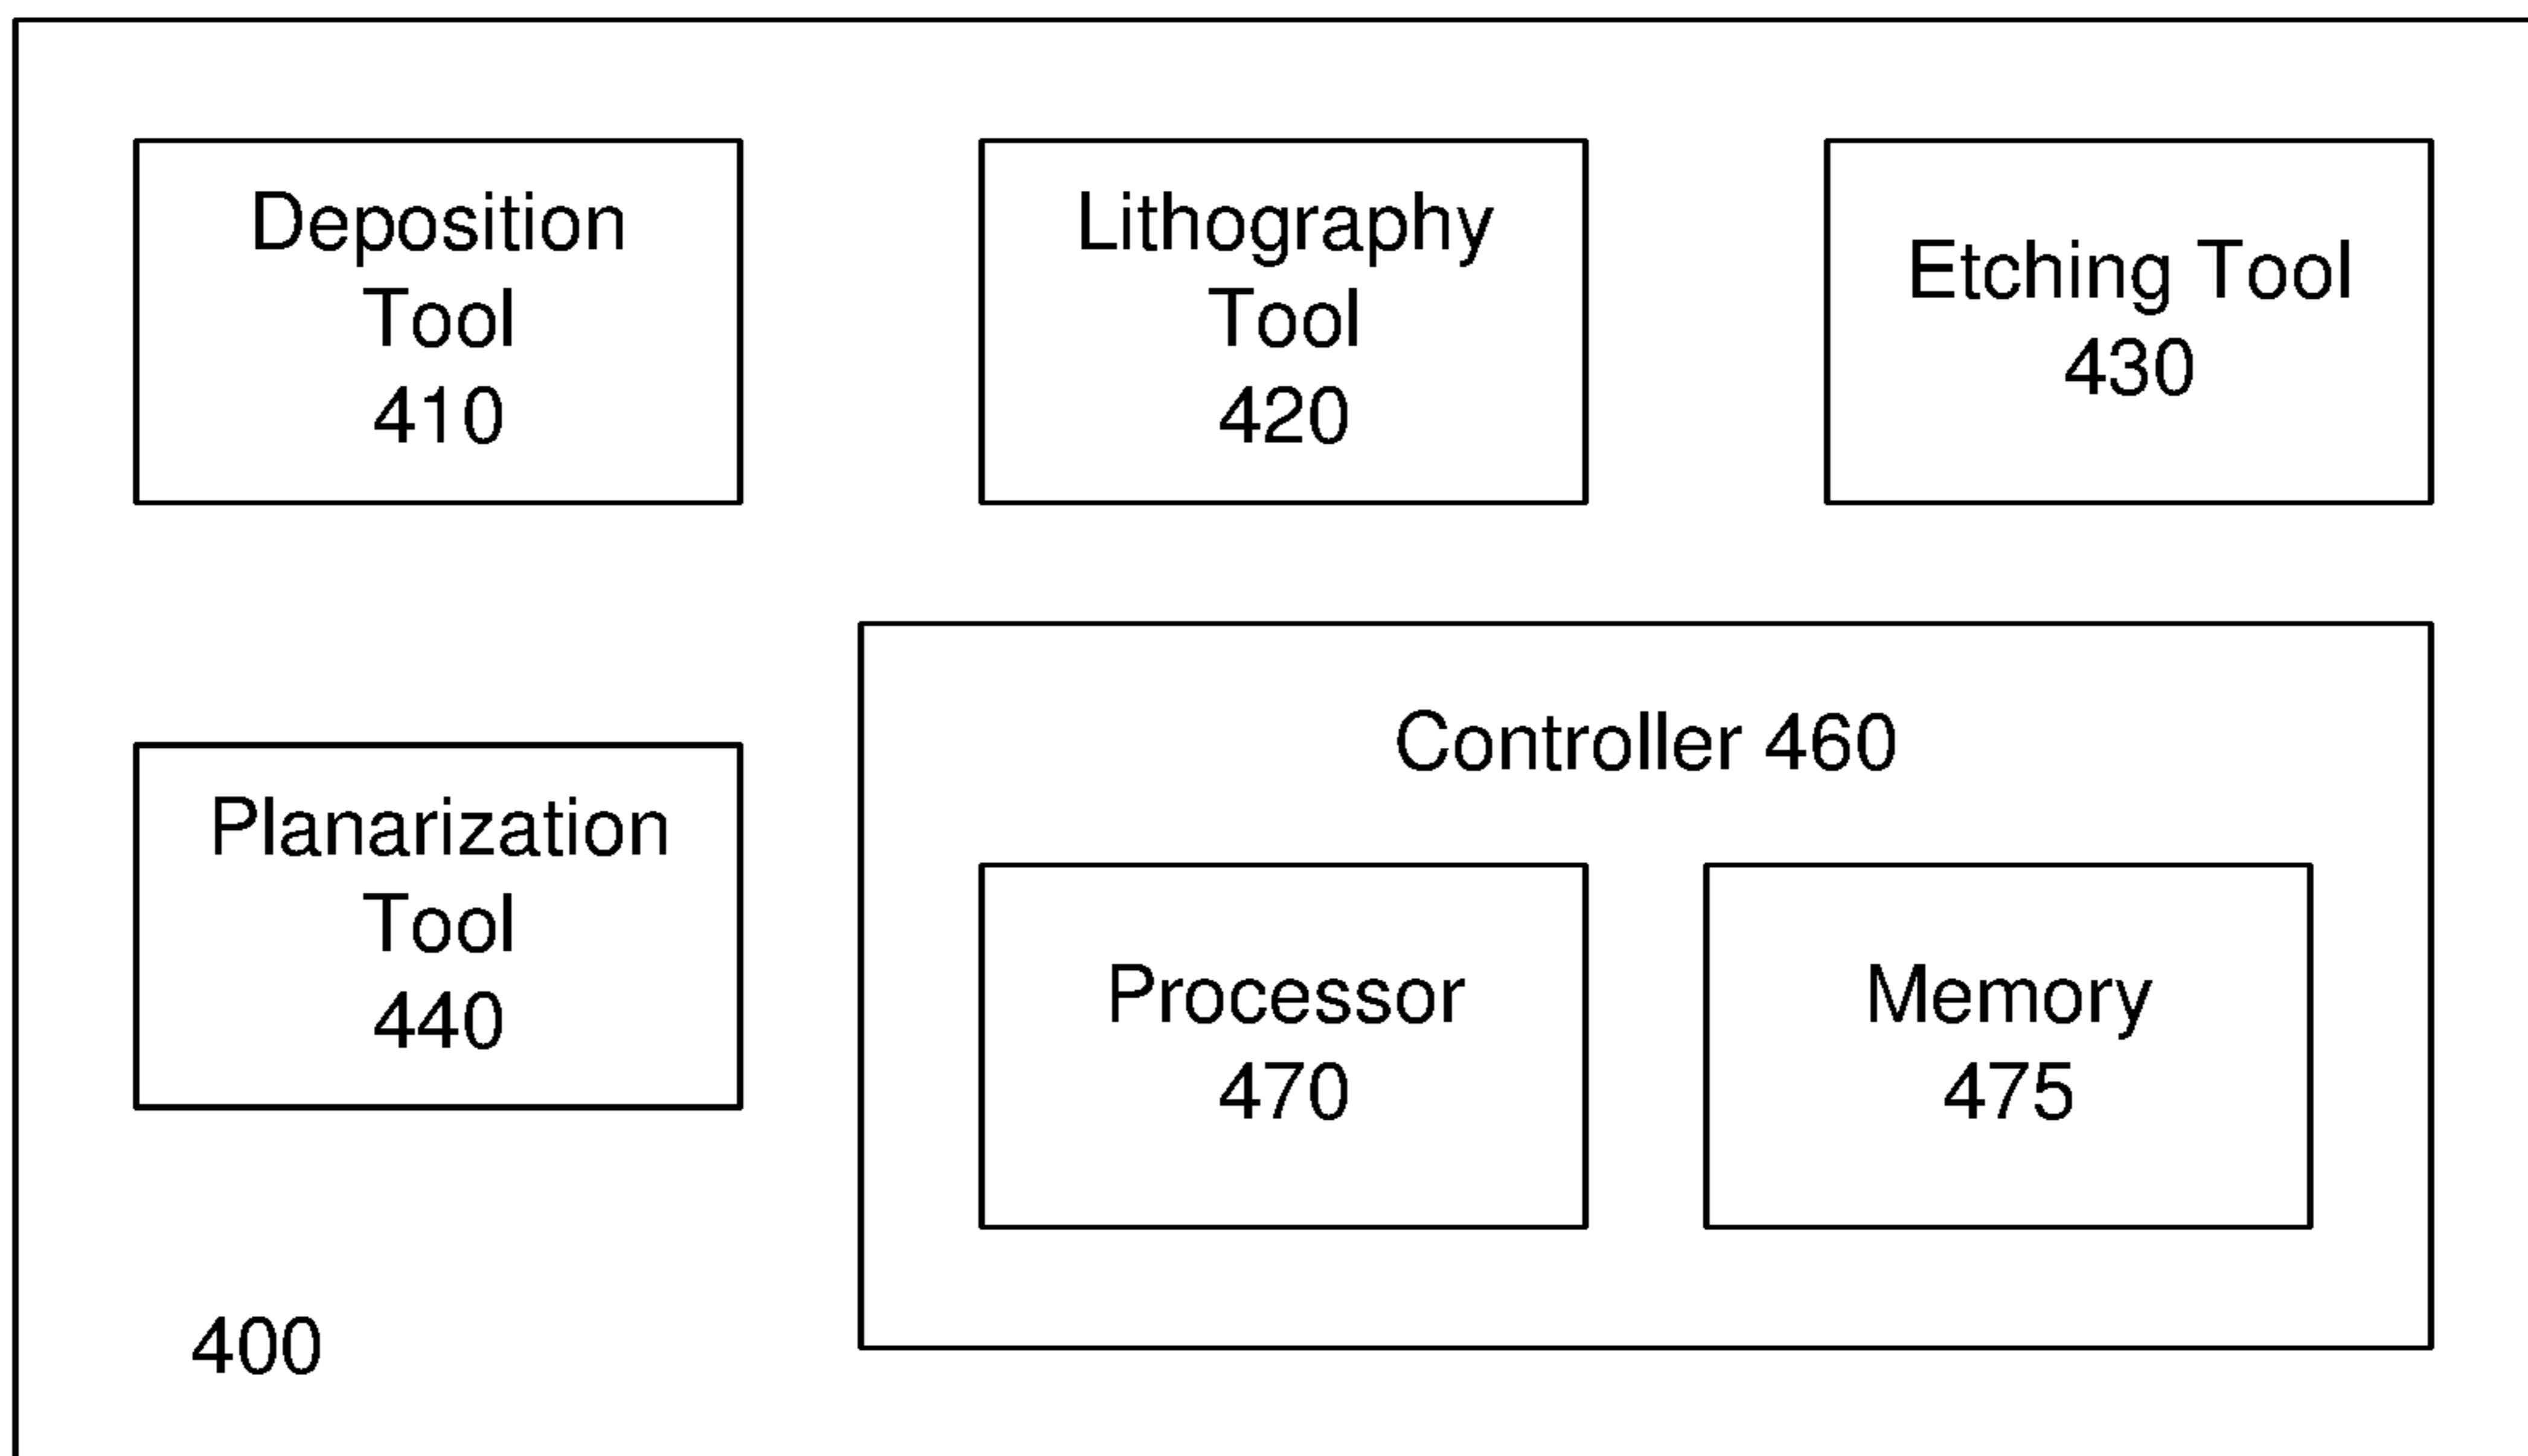 Deposition
Tool
410
Lithography
Tool
420
Etching Tool
430
Planarization
Tool
440
Controller 460
Processor
470
Memory
475
400